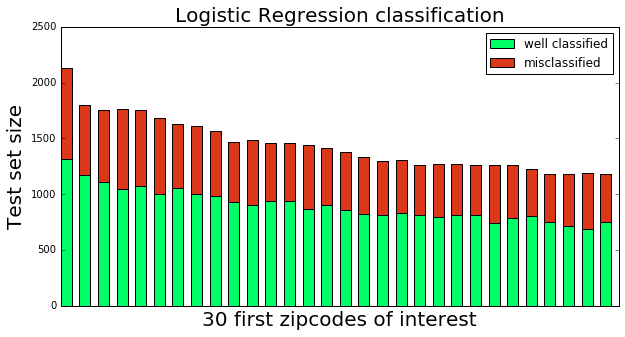 Logistic Regression classification
well classified
misclassified
Test set size
2500
2000
1500
1000
500
0
30 first zipcodes of interest